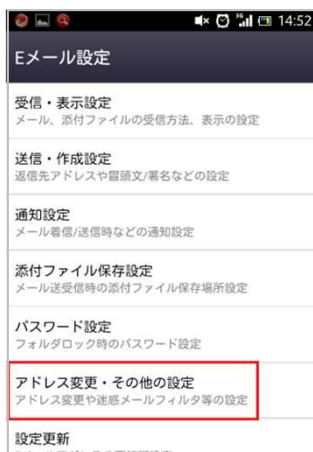 3G 14:52
Eメール設定
受信・表示設定
メール、添付ファイルの受信方法、表示の設定
送信・作成設定
返信先アドレスや冒頭文/署名などの設定
通知設定
メール着信/送信時などの通知設定
添付ファイル保存設定
メール送受信時の添付ファイル保存場所設定
パスワード設定
フォルダロック時のパスワード設定
アドレス変更・その他の設定
アドレス変更や迷惑メールフィルタ等の設定
設定更新